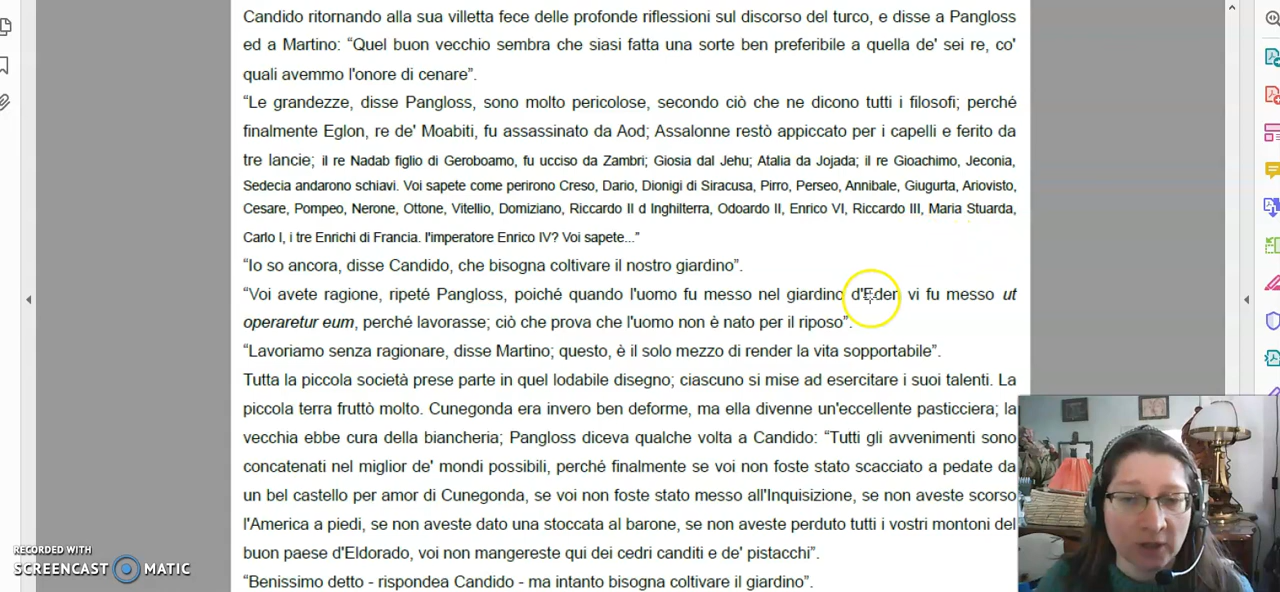 Candido ritornando alla sua villetta fece delle profonde riflessioni sul discorso del turco, e disse a Pangloss
ed a Martino: “Quel buon vecchio sembra che siasi fatta una sorte ben preferibile a quella de' sei re, co'
quali avemmo l'onore di cenare”.
“Le grandezze, disse Pangloss, sono molto pericolose, secondo ciò che ne dicono tutti i filosofi; perché
finalmente Eglon, re de' Moabiti, fu assassinato da Aod; Assalonne restò appiccato per i capelli e ferito da
tre lancie; il re Nadab figlio di Geroboamo, fu ucciso da Zambri; Giosia dal Jehu; Atalia da Jojada; il re Gioachimo, Jeconia,
Sedecia andarono schiavi. Voi sapete come perirono Creso, Dario, Dionigi di Siracusa, Pirro, Perseo, Annibale, Giugurta, Ariovisto,
Cesare, Pompeo, Nerone, Ottone, Vitellio, Domiziano, Riccardo II d Inghilterra, Odoardo II, Enrico VI, Riccardo III, Maria Stuarda,
Carlo I, i tre Enrichi di Francia. l'imperatore Enrico IV? Voi sapete...”
“Io so ancora, disse Candido, che bisogna coltivare il nostro giardino”.
“Voi avete ragione, ripeté Pangloss, poiché quando l'uomo fu messo nel giardino d'Eden vi fu messo ut
operaretur eum, perché lavorasse; ciò che prova che l'uomo non è nato per il riposo”.
“Lavoriamo senza ragionare, disse Martino; questo, è il solo mezzo di render la vita sopportabile”.
Tutta la piccola società prese parte in quel lodabile disegno; ciascuno si mise ad esercitare i suoi talenti. La
piccola terra fruttò molto. Cunegonda era invero ben deforme, ma ella divenne un'eccellente pasticciera; la
vecchia ebbe cura della biancheria; Pangloss diceva qualche volta a Candido: “Tutti gli avvenimenti sono
concatenati nel miglior de' mondi possibili, perché finalmente se voi non foste stato scacciato a pedate da
un bel castello per amor di Cunegonda, se voi non foste stato messo all'Inquisizione, se non aveste scorso
l'America a piedi, se non aveste dato una stoccata al barone, se non aveste perduto tutti i vostri montoni del
buon paese d'Eldorado, voi non mangereste qui dei cedri canditi e de' pistacchi”.
“Benissimo detto - rispondea Candido - ma intanto bisogna coltivare il giardino”.
RECORDED WITH
SCREENCAST MATIC